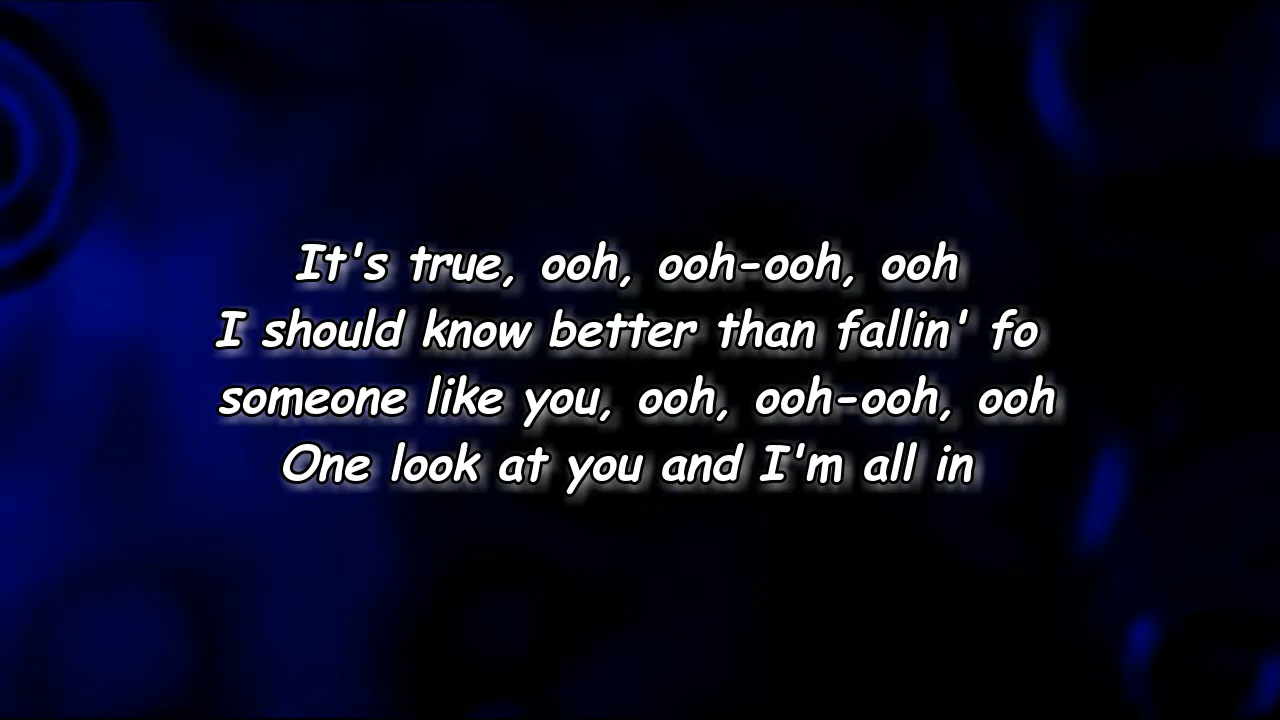 It's true, ooh, ooh-ooh, ooh
I should know better than fallin' fo
someone like you, ooh, ooh-ooh, ooh
One look at you and I'm all in